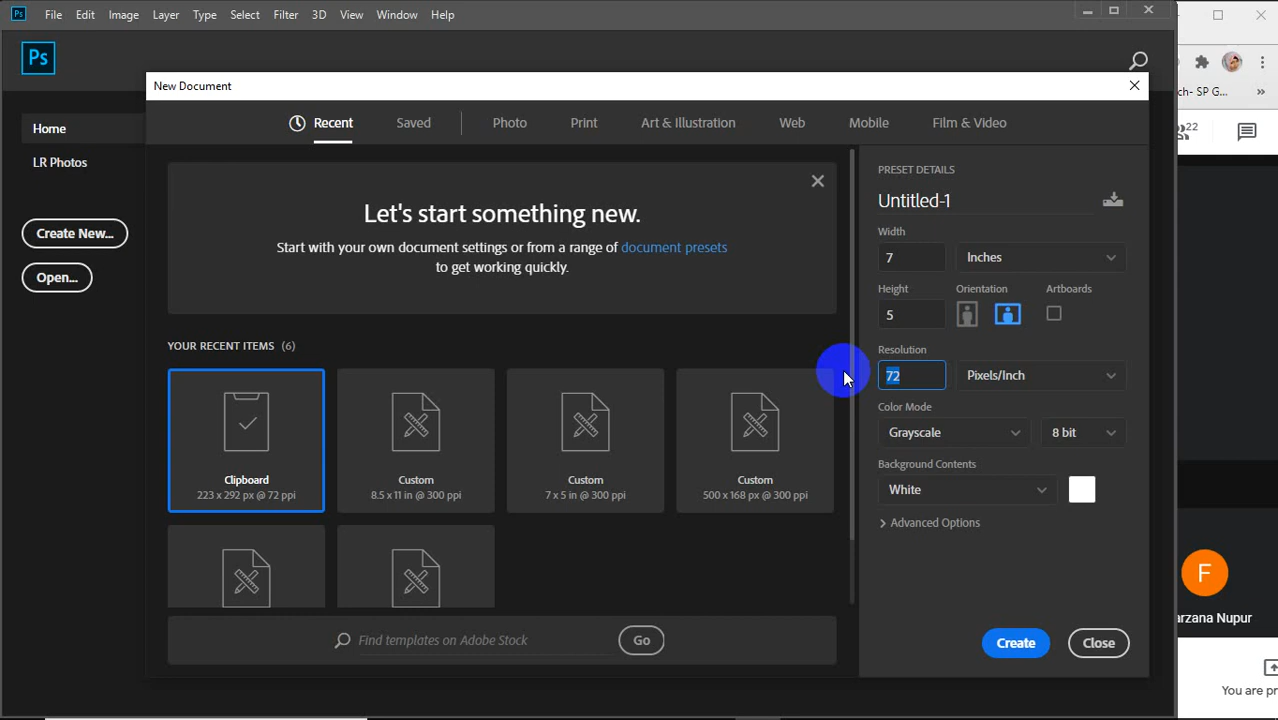 Ps File Edit Image Layer Type Select Filter 3D View Window Help
Ps
New Document
Home
LR Photos
Create New...
Open...
Recent Saved Photo Print Art & Illustration Web Mobile Film & Video
Let's start something new.
Start with your own document settings or from a range of document presets
to get working quickly.
YOUR RECENT ITEMS (6)
Clipboard
223 x 292 px @ 72 ppi
Custom
8.5 x 11 in @ 300 ppi
Custom
7 x 5 in @ 300 ppi
Custom
500 x 168 px @ 300 ppi
Find templates on Adobe Stock Go
PRESET DETAILS
Untitled-1
Width
7 Inches
Height Orientation Artboards
5
Resolution
72 Pixels/Inch
Color Mode
Grayscale 8 bit
Background Contents
White
Advanced Options
Create Close
ch- SP G...
22
F
arzana Nupur
You are pr